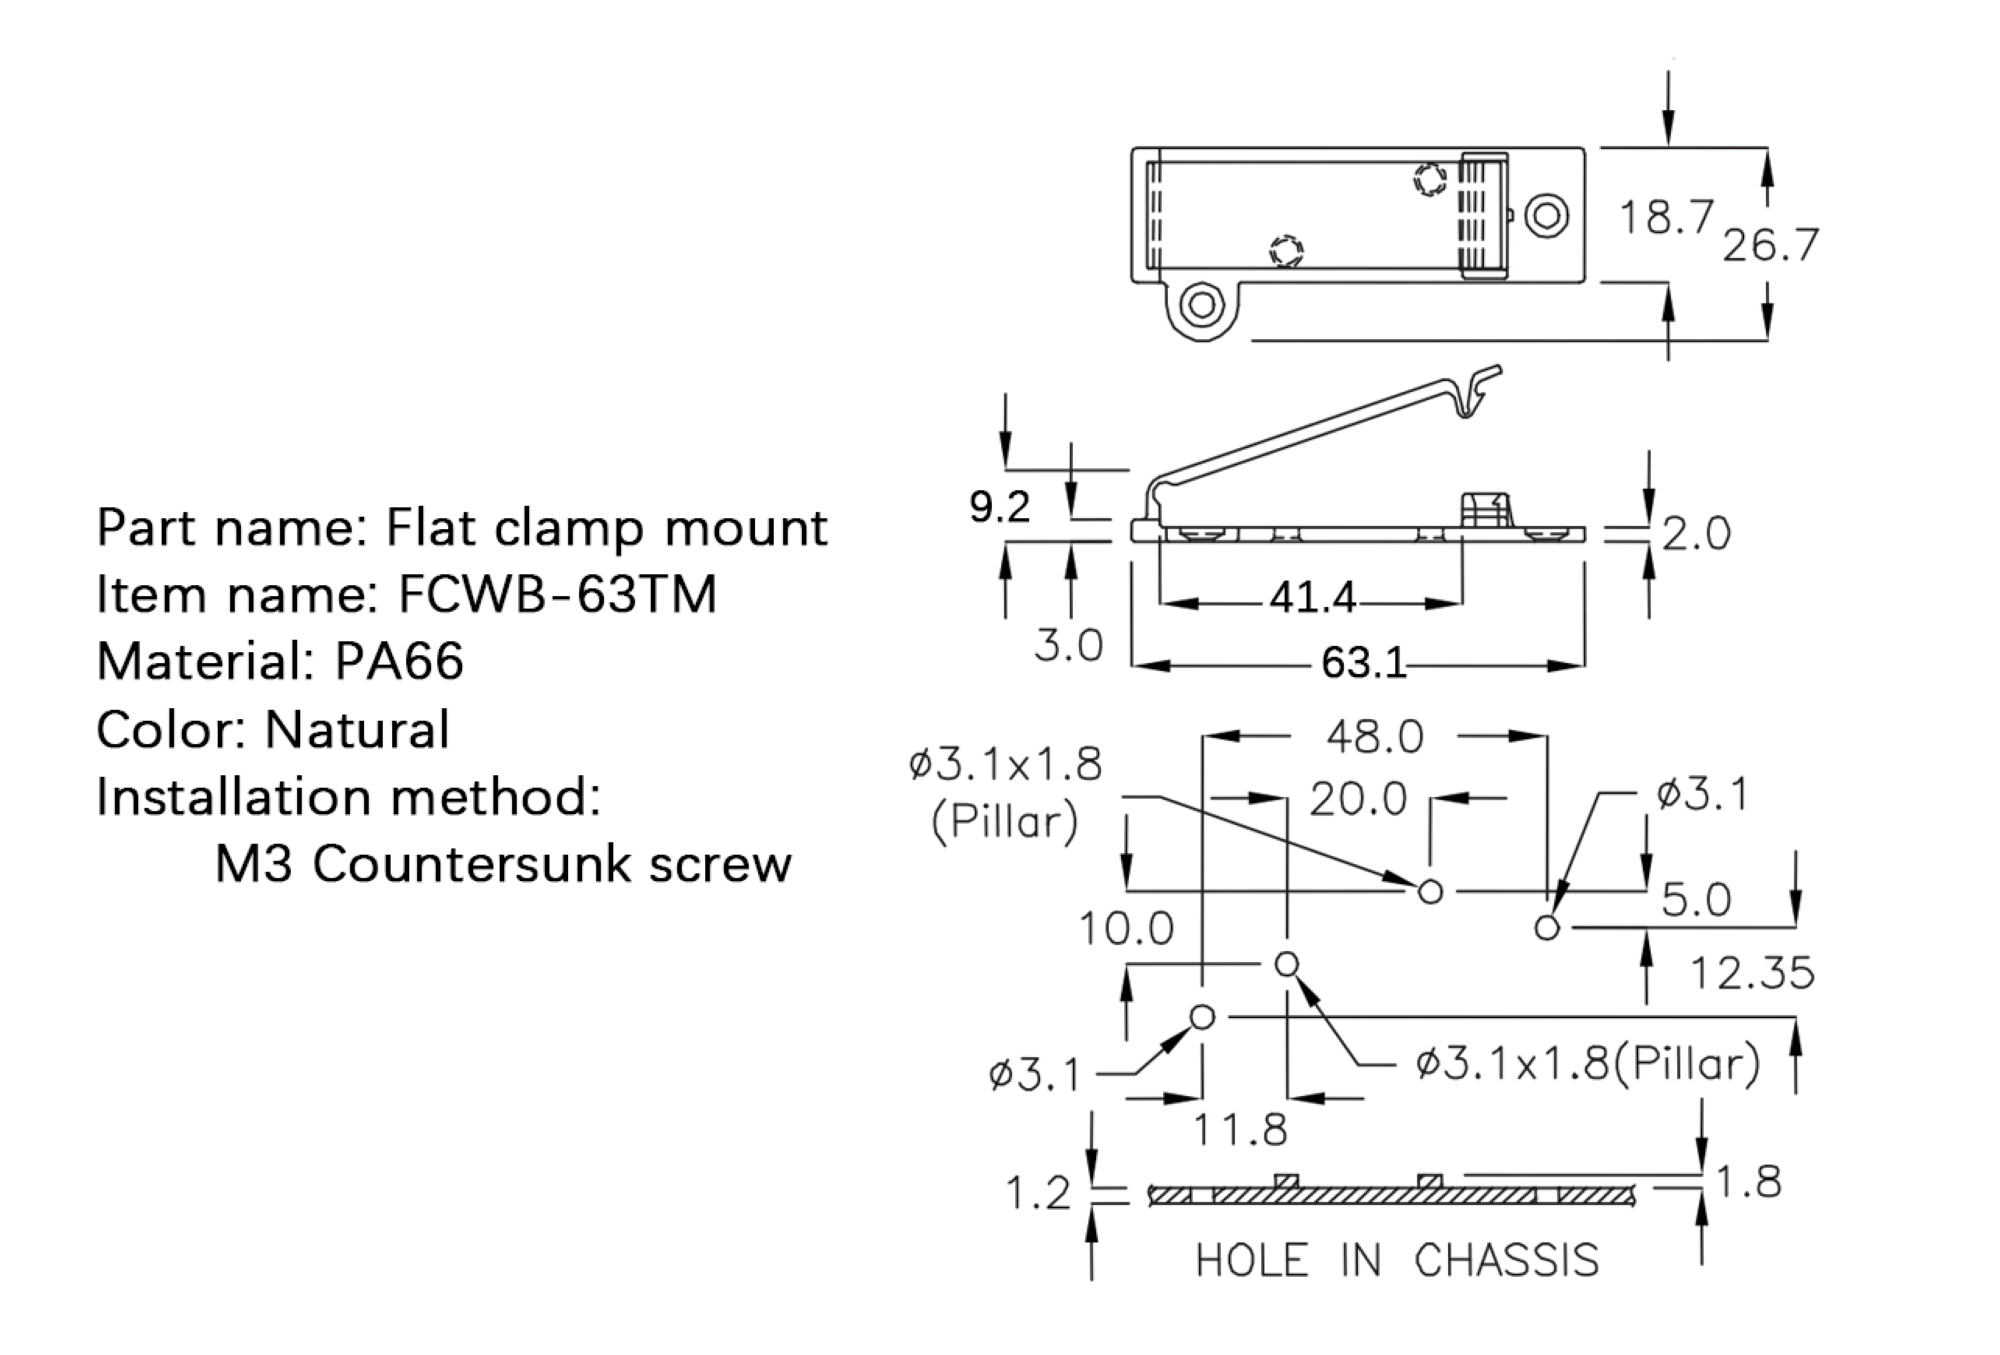 Part name: Flat clamp mount
Item name: FCWB-63TM
Material: PA66
Color: Natural
Installation method:
M3 Countersunk screw
18.7
26.7
9.2
2.0
41.4
3.0
63.1
48.0
ø3.1x1.8
(Pillar)
20.0
ø3.1
5.0
10.0
12.35
ø3.1
ø3.1x1.8(Pillar)
11.8
1.2
1.8
HOLE IN CHASSIS